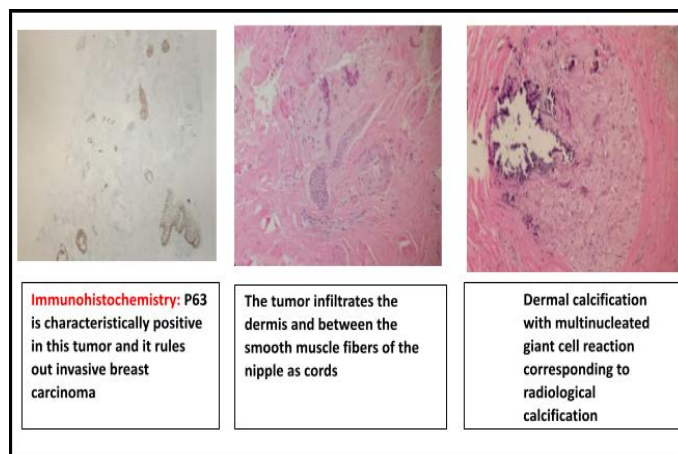 Immunohistochemistry: P63
is characteristically positive
in this tumor and it rules
out invasive breast
carcinoma
The tumor infiltrates the
dermis and between the
smooth muscle fibers of the
nipple as cords
Dermal calcification
with multinucleated
giant cell reaction
corresponding to
radiological
calcification